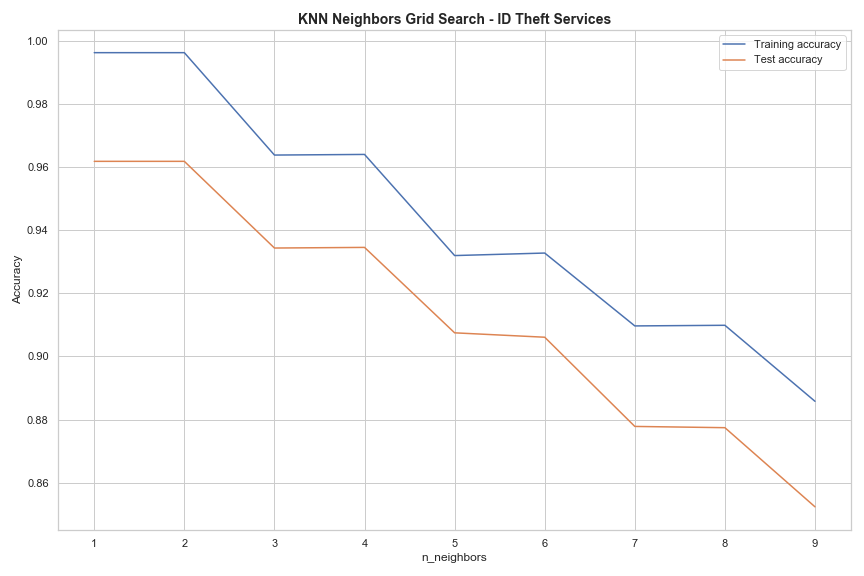 KNN Neighbors Grid Search - ID Theft Services
Training accuracy
Test accuracy
Accuracy
1.00
0.98
0.96
0.94
0.92
0.90
0.88
0.86
1 2 3 4 5 6 7 8 9
n_neighbors